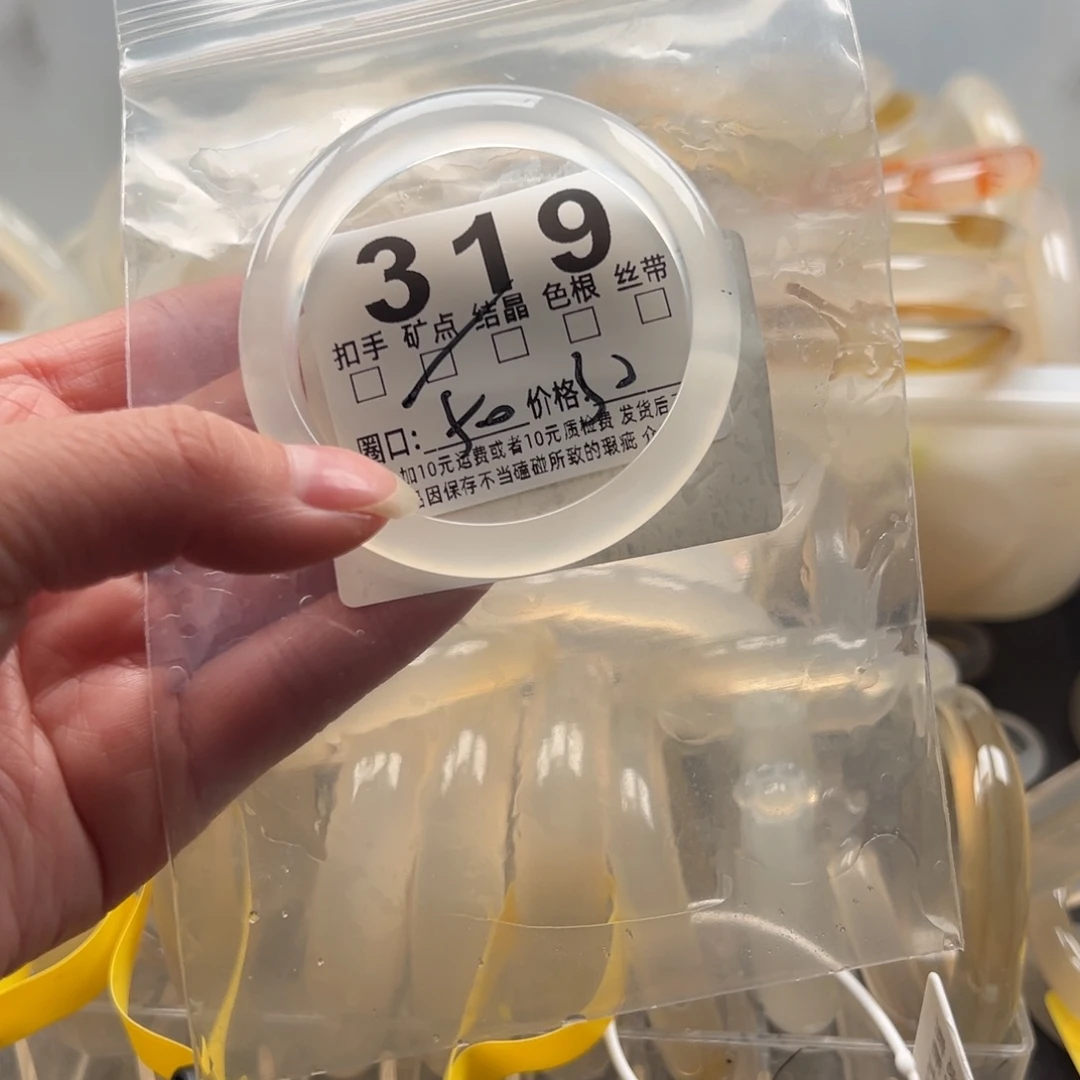 319
扣手 矿点 结晶 色根 丝带
圈口: 价格:
加10元运费或者10元质检费 发货后
因保存不当磕碰所致的瑕疵 介